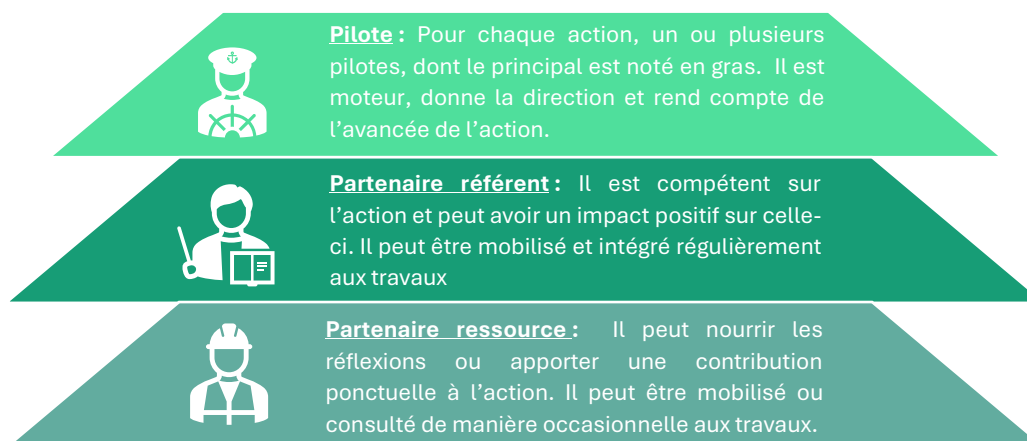 Pilote : Pour chaque action, un ou plusieurs
pilotes, dont le principal est noté en gras. Il est
moteur, donne la direction et rend compte de
l’avancée de l’action.
Partenaire référent : Il est compétent sur
l’action et peut avoir un impact positif sur celle-
ci. Il peut être mobilisé et intégré régulièrement
aux travaux
Partenaire ressource : Il peut nourrir les
réflexions ou apporter une contribution
ponctuelle à l’action. Il peut être mobilisé ou
consulté de manière occasionnelle aux travaux.